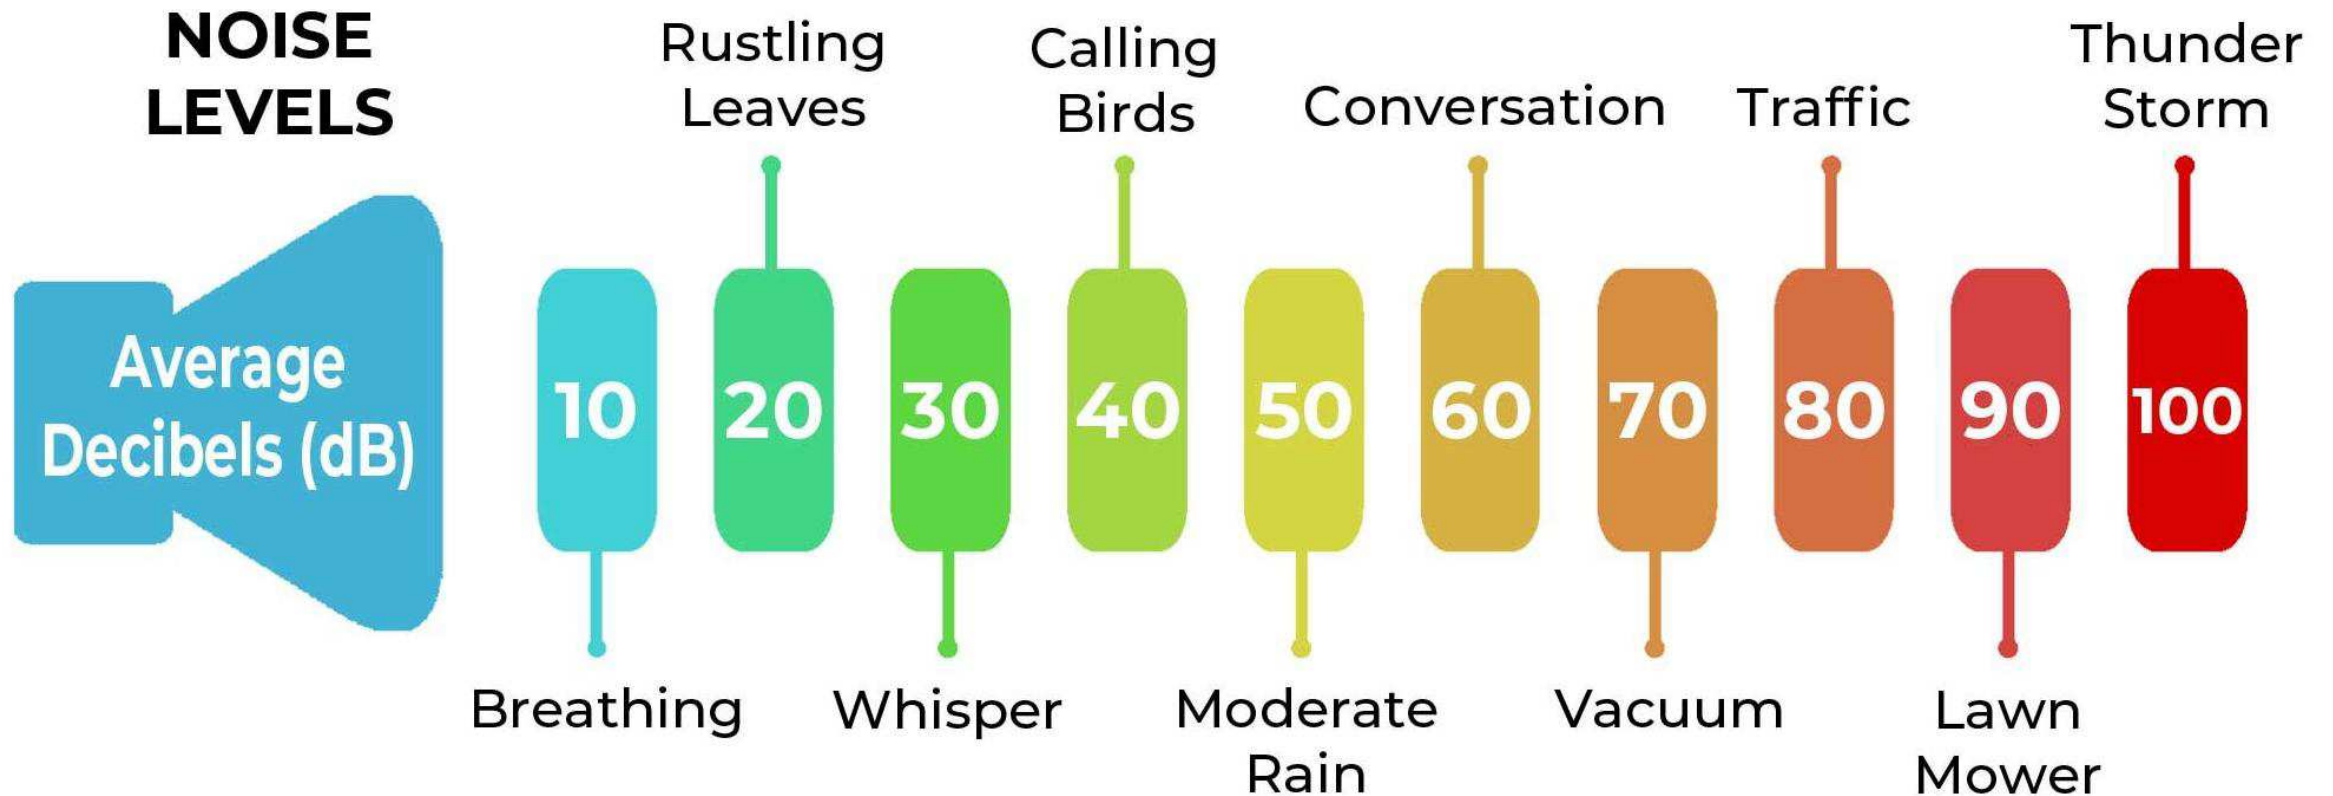 NOISE
LEVELS
Rustling
Leaves
Calling
Birds
Conversation
Traffic
Thunder
Storm
Average
Decibels (dB)
10
20
30
40
50
60
70
80
90
100
Breathing
Whisper
Moderate
Rain
Vacuum
Lawn
Mower